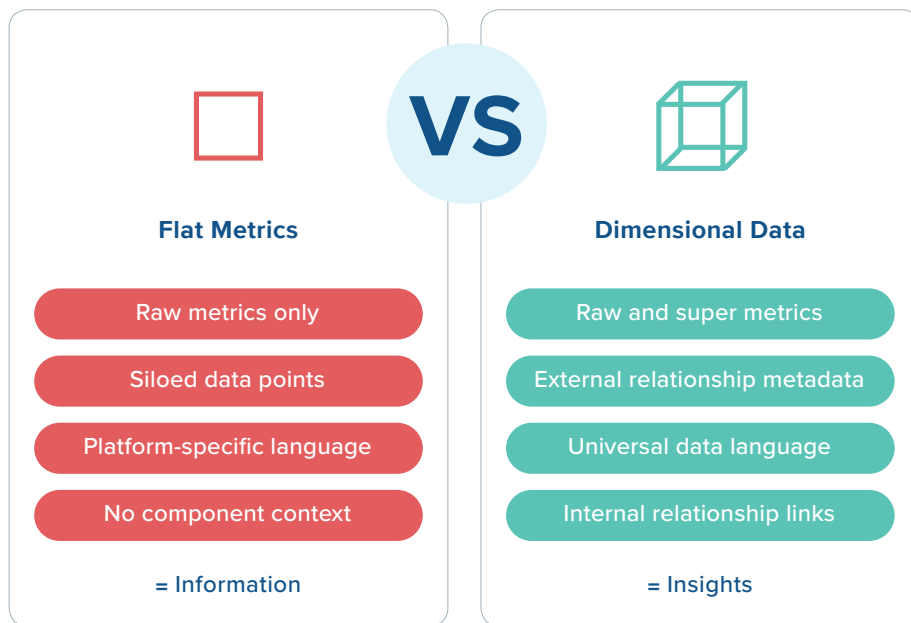 VS
Flat Metrics
Raw metrics only
Siloed data points
Platform-specific language
No component context
= Information
Dimensional Data
Raw and super metrics
External relationship metadata
Universal data language
Internal relationship links
= Insights